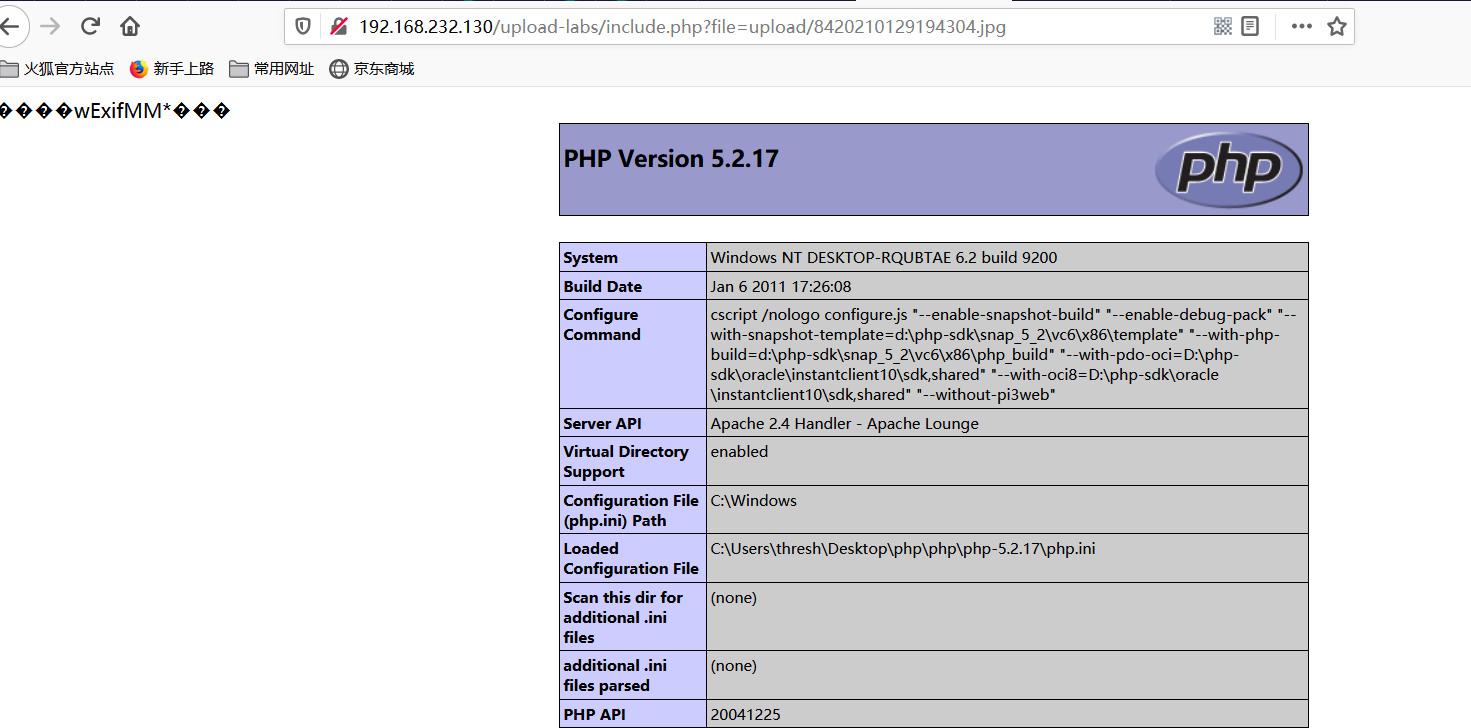 192.168.232.130/upload-labs/include.php?file=upload/8420210129194304.jpg
火狐官方站点 新手上路 常用网址 京东商城
����wExifMM*���
PHP Version 5.2.17 php
System Windows NT DESKTOP-RQUBTAE 6.2 build 9200
Build Date Jan 6 2011 17:26:08
Configure Command cscript /nologo configure.js "--enable-snapshot-build" "--enable-debug-pack" "--
with-snapshot-template=d:\php-sdk\snap_5_2\vc6\x86\template" "--with-php-
build=d:\php-sdk\snap_5_2\vc6\x86\php_build" "--with-pdo-oci=D:\php-
sdk\oracle\instantclient10\sdk,shared" "--with-oci8=D:\php-sdk\oracle
\instantclient10\sdk,shared" "--without-pi3web"
Server API Apache 2.4 Handler - Apache Lounge
Virtual Directory
Support
enabled
Configuration File
(php.ini) Path
C:\Windows
Loaded
Configuration File
C:\Users\thresh\Desktop\php\php\php-5.2.17\php.ini
Scan this dir for
additional .ini
files
(none)
additional .ini
files parsed
(none)
PHP API 20041225